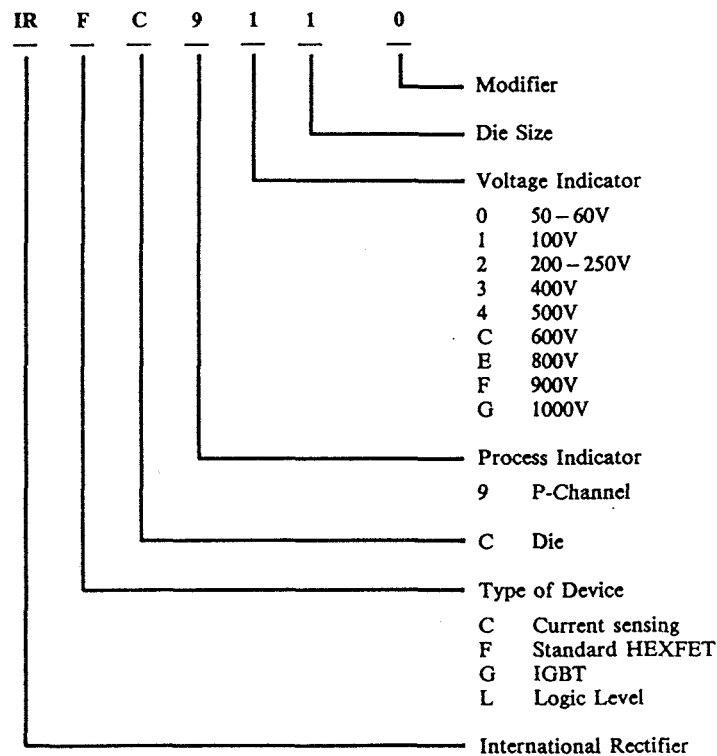 IR F C 9 1 1 0
Modifier
Die Size
Voltage Indicator
0 50–60V
1 100V
2 200–250V
3 400V
4 500V
C 600V
E 800V
F 900V
G 1000V
Process Indicator
9 P-Channel
C Die
Type of Device
C Current sensing
F Standard HEXFET
G IGBT
L Logic Level
International Rectifier